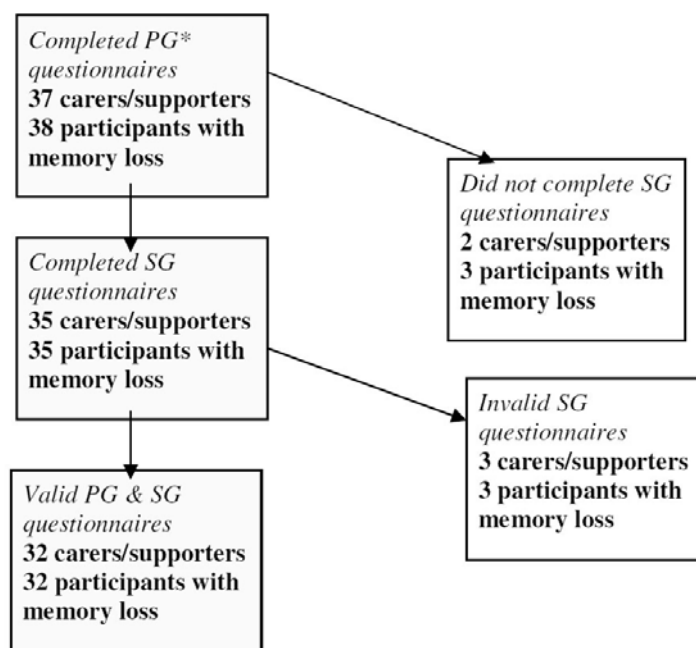 Completed PG*
questionnaires
37 carers/supporters
38 participants with
memory loss
Did not complete SG
questionnaires
2 carers/supporters
3 participants with
memory loss
Completed SG
questionnaires
35 carers/supporters
35 participants with
memory loss
Invalid SG
questionnaires
3 carers/supporters
3 participants with
memory loss
Valid PG & SG
questionnaires
32 carers/supporters
32 participants with
memory loss